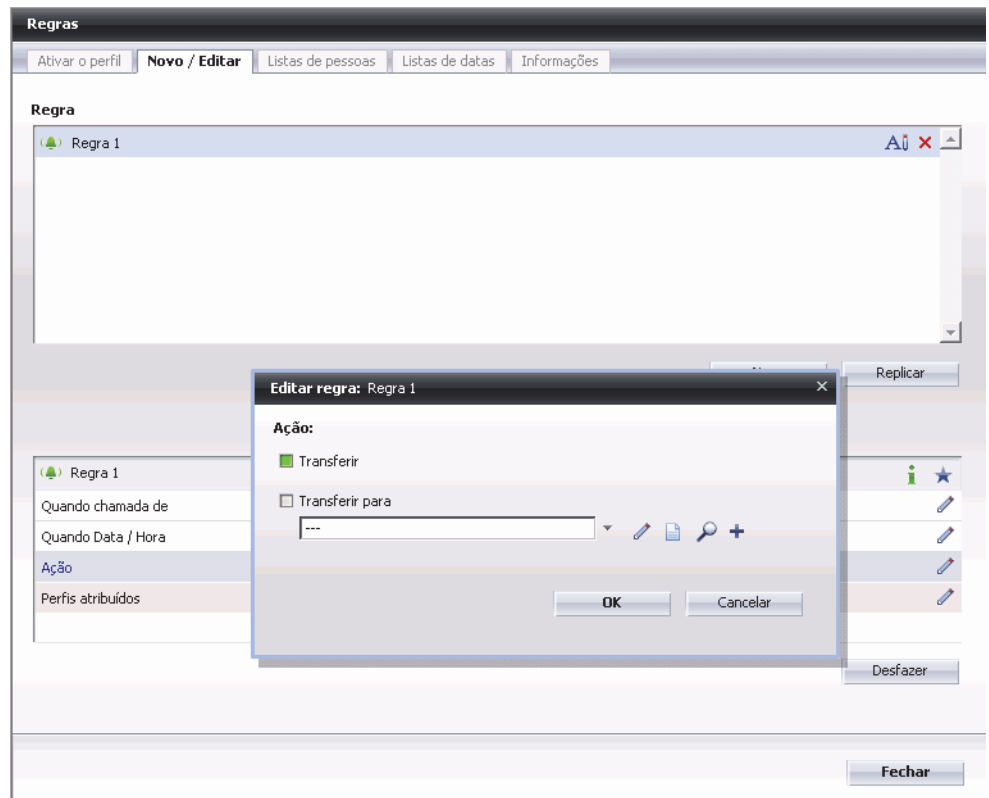 Regras
Ativar o perfil Novo / Editar Listas de pessoas Listas de datas Informações
Regra
Regra 1
Replicar
Editar regra: Regra 1
Ação:
Transferir
Transferir para
---
OK Cancelar
Regra 1
Quando chamada de
Quando Data / Hora
Ação
Perfis atribuídos
Desfazer
Fechar